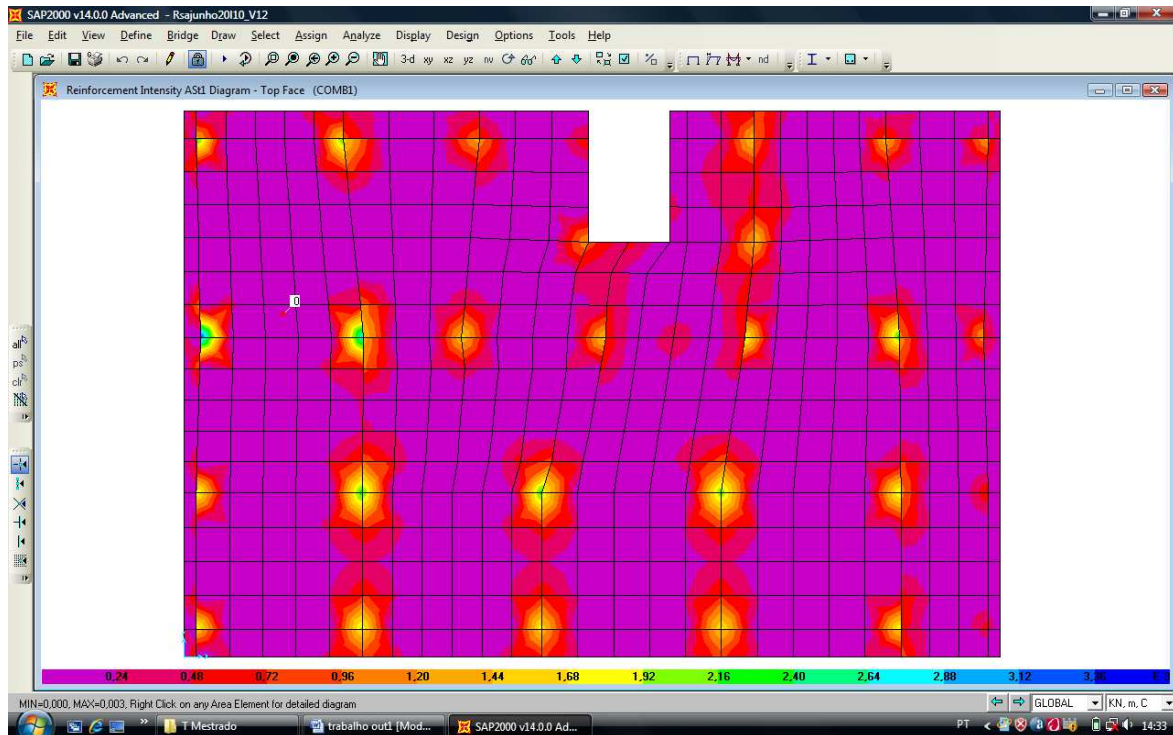 SAP2000 v14.0.0 Advanced - Rsajunho20l10_V12
File Edit View Define Bridge Draw Select Assign Analyze Display Design Options Tools Help
3-d xy xz yz nv nd
Reinforcement Intensity ASt1 Diagram - Top Face (COMB1)
0
all
ps
clr
0,24 0,48 0,72 0,96 1,20 1,44 1,68 1,92 2,16 2,40 2,64 2,88 3,12
MIN=0,000, MAX=0,003, Right Click on any Area Element for detailed diagram
GLOBAL KN, m, C
T Mestrado
trabalho out1 [Mod...
SAP2000 v14.0.0 Ad...
PT
14:33